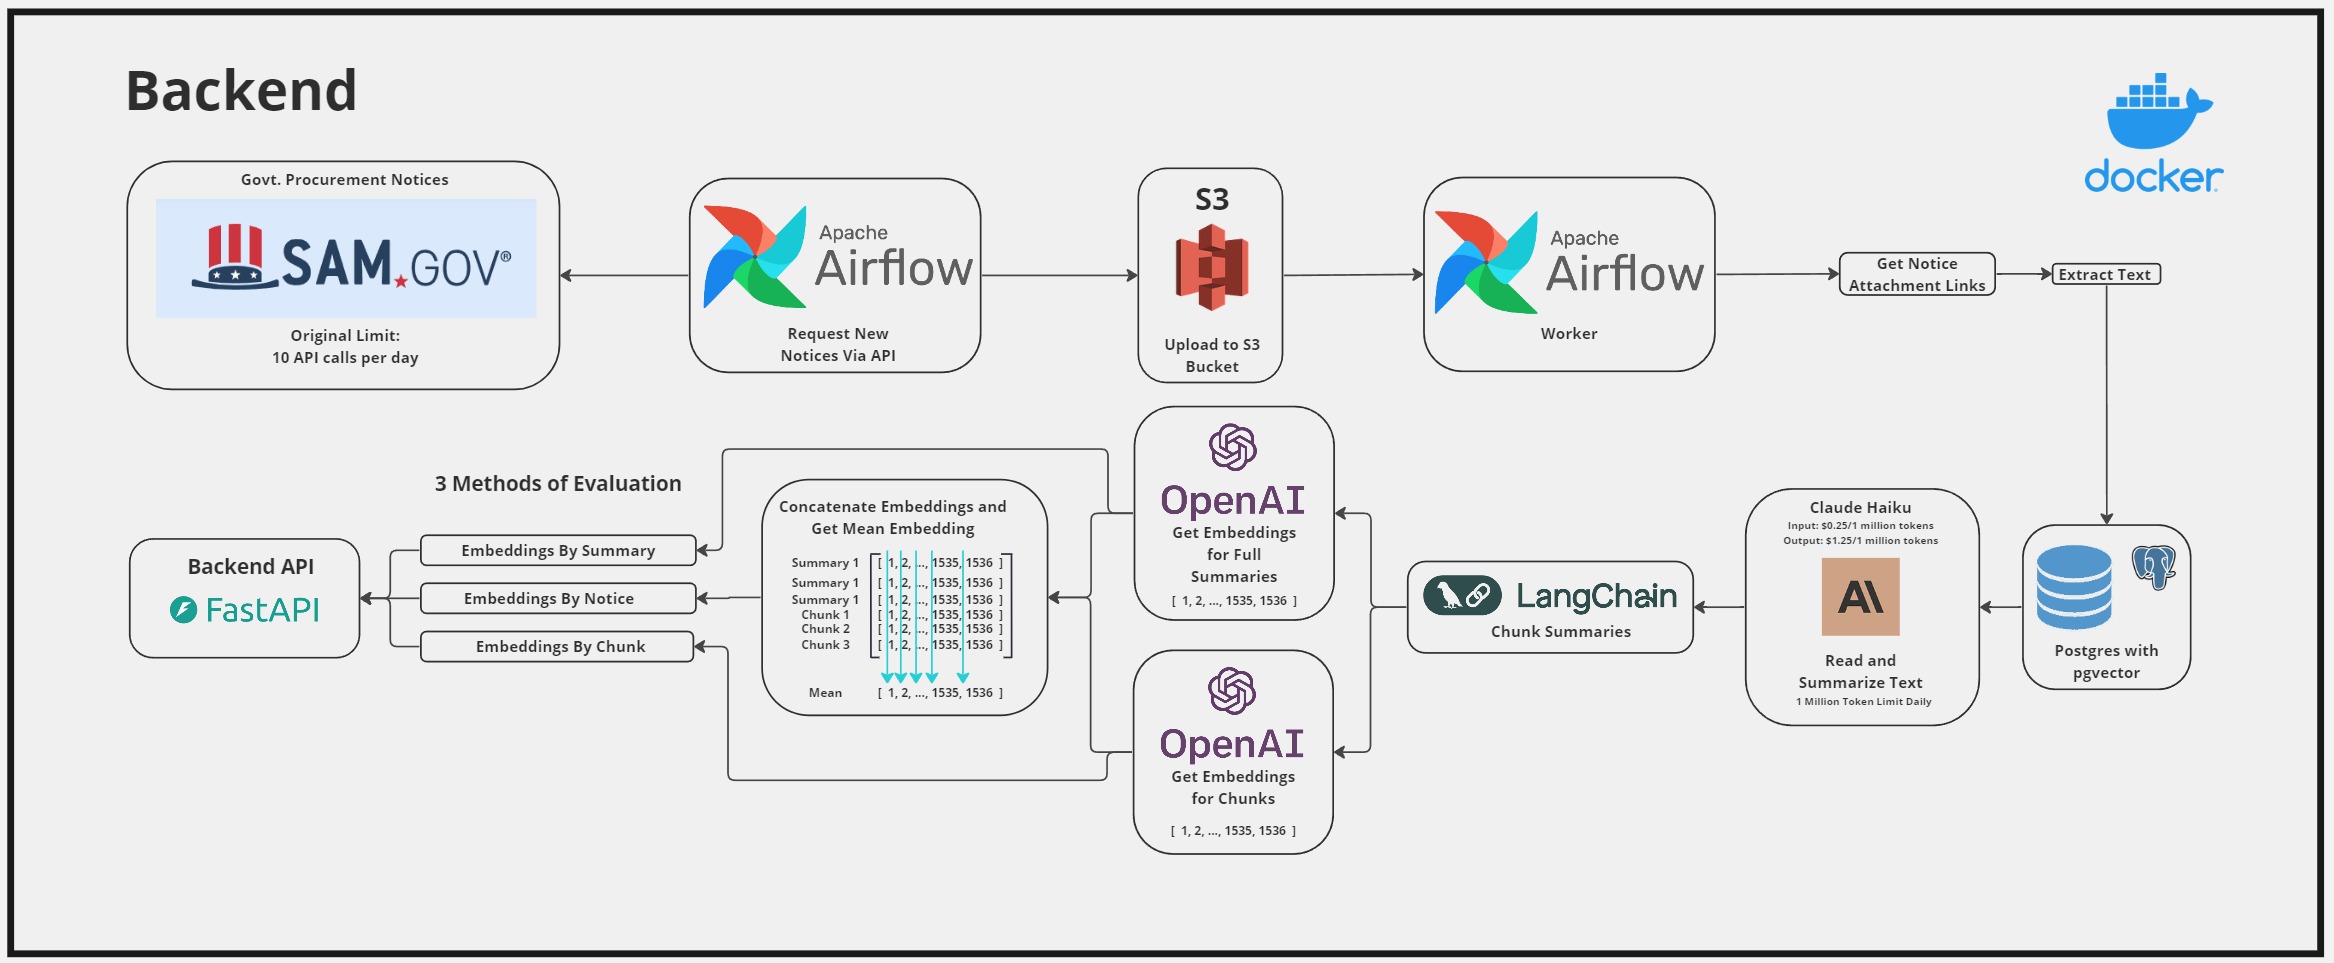 Backend
docker
Govt. Procurement Notices
SAM.GOV®
Original Limit:
10 API calls per day
Apache
Airflow
Request New
Notices Via API
S3
Upload to S3
Bucket
Apache
Airflow
Worker
Get Notice
Attachment Links
Extract Text
Postgres with
pgvector
Claude Haiku
Input: $0.25/1 million tokens
Output: $1.25/1 million tokens
A\
Read and
Summarize Text
1 Million Token Limit Daily
LangChain
Chunk Summaries
OpenAI
Get Embeddings
for Full
Summaries
[ 1, 2, ..., 1535, 1536 ]
OpenAI
Get Embeddings
for Chunks
[ 1, 2, ..., 1535, 1536 ]
Concatenate Embeddings and
Get Mean Embedding
Summary 1 [ 1, 2, ..., 1535, 1536 ]
Summary 1 [ 1, 2, ..., 1535, 1536 ]
Summary 1 [ 1, 2, ..., 1535, 1536 ]
Chunk 1 [ 1, 2, ..., 1535, 1536 ]
Chunk 2 [ 1, 2, ..., 1535, 1536 ]
Chunk 3 [ 1, 2, ..., 1535, 1536 ]
Mean [ 1, 2, ..., 1535, 1536 ]
3 Methods of Evaluation
Embeddings By Summary
Embeddings By Notice
Embeddings By Chunk
Backend API
FastAPI